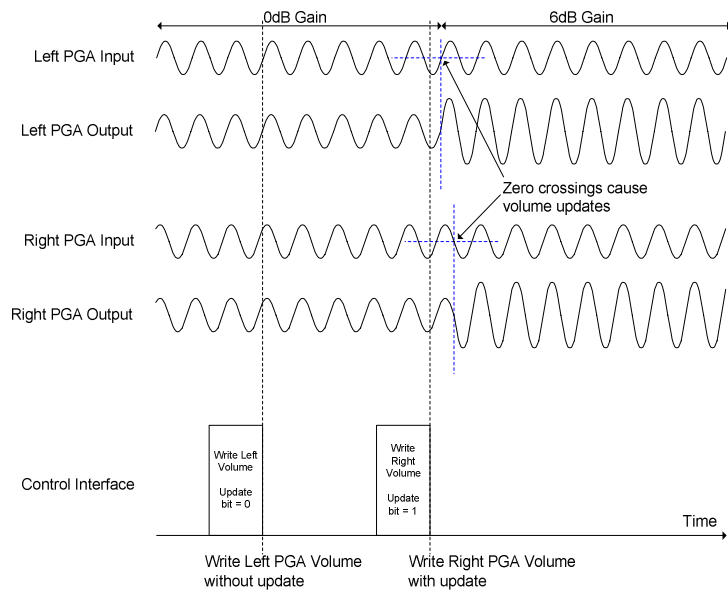 0dB Gain
6dB Gain
Left PGA Input
Left PGA Output
Zero crossings cause
volume updates
Right PGA Input
Right PGA Output
Write Left
Volume
Update
bit = 0
Write
Right
Volume
Update
bit = 1
Control Interface
Time
Write Left PGA Volume
without update
Write Right PGA Volume
with update